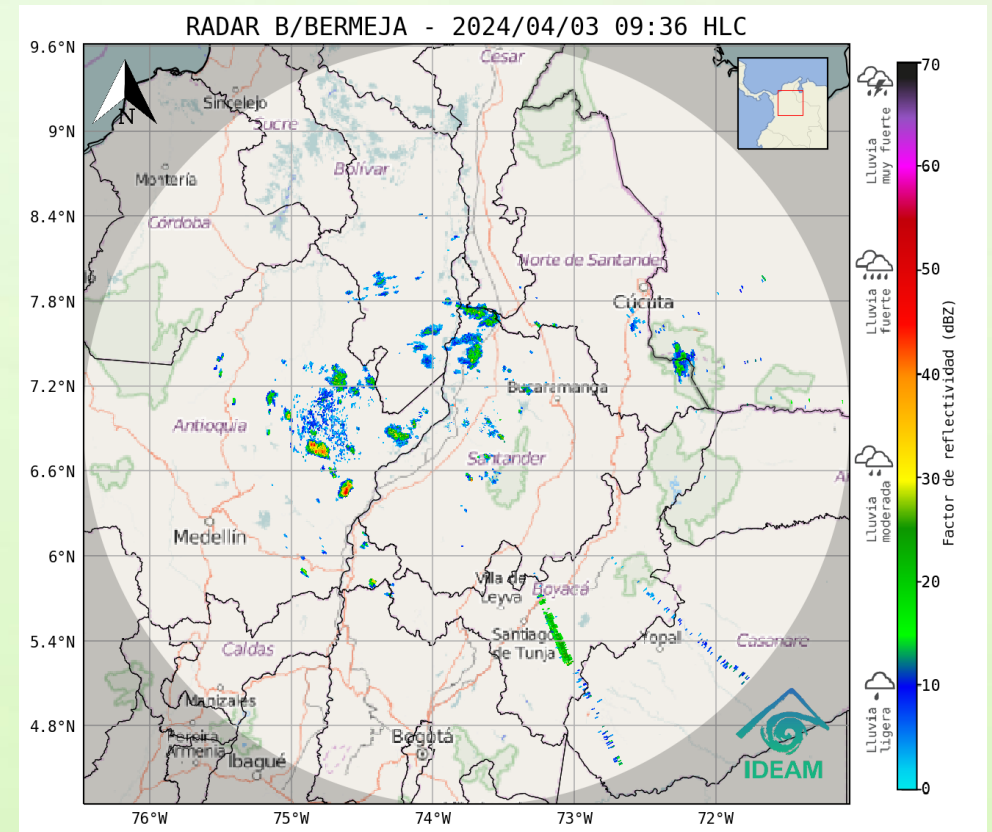 RADAR B/BERMEJA - 2024/04/03 09:36 HLC
9.6°N
9°N
8.4°N
7.8°N
7.2°N
6.6°N
6°N
5.4°N
4.8°N
76°W
75°W
74°W
73°W
72°W
N
Cesar
Sincelejo
Sucre
Bolívar
Montería
Córdoba
Norte de Santander
Cúcuta
Bucaramanga
Antioquia
Santander
Medellín
Villa de
Leyva
Boyacá
Santiago
de Tunja
Yopal
Casanare
Caldas
Manizales
Pereira
Armenia
Ibagué
Bogotá
IDEAM
70
60
50
40
30
20
10
0
Lluvia
muy fuerte
lluvia
fuerte
Lluvia
moderada
Lluvia
ligera
Factor de reflectividad (dBZ)